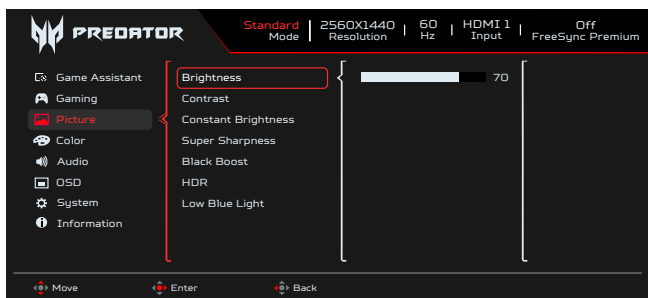 PREDATOR
Standard Mode
2560X1440 Resolution
60 Hz
HDMI 1 Input
Off FreeSync Premium
Game Assistant
Gaming
Picture
Color
Audio
OSD
System
Information
Brightness
Contrast
Constant Brightness
Super Sharpness
Black Boost
HDR
Low Blue Light
70
Move
Enter
Back